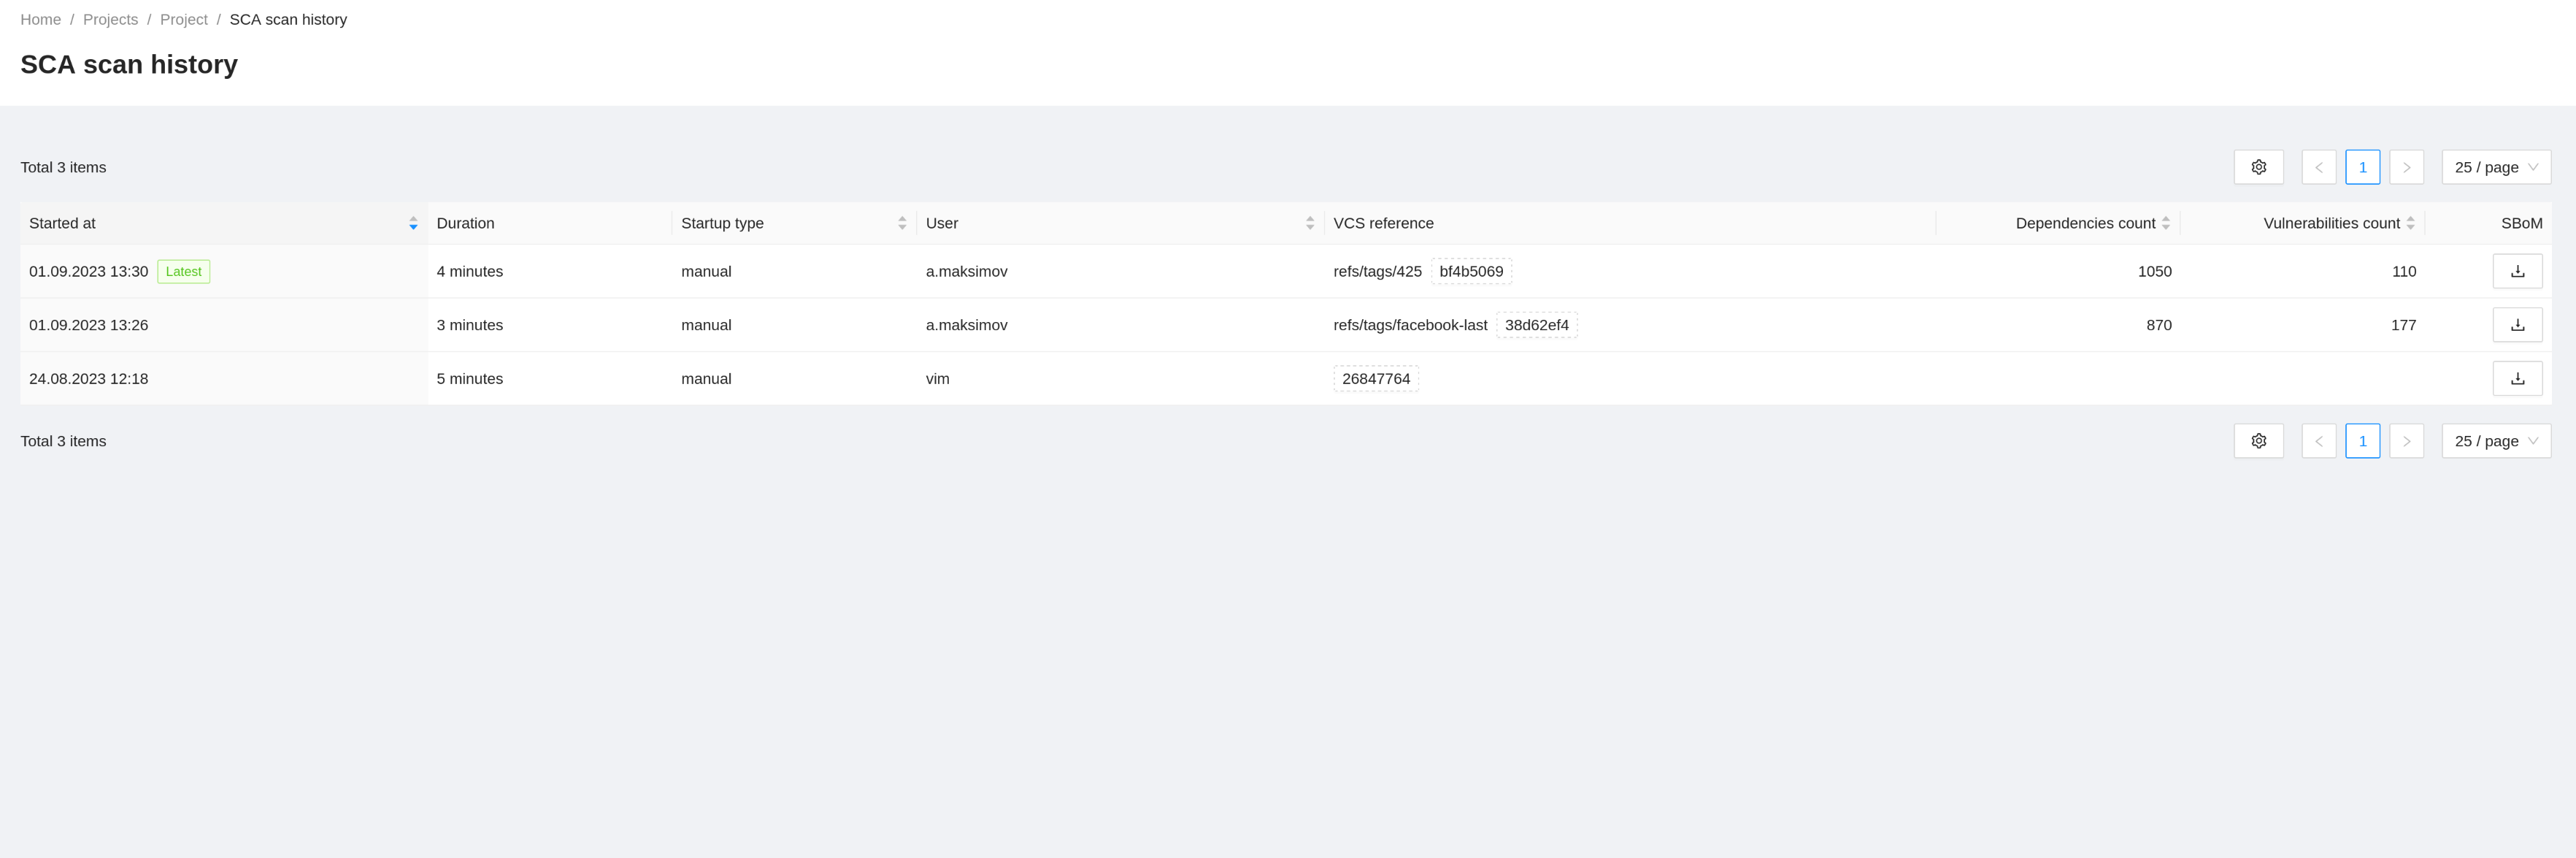 Home / Projects / Project / SCA scan history
SCA scan history
Total 3 items 1 25 / page
Started at Duration Startup type User VCS reference Dependencies count Vulnerabilities count SBoM
01.09.2023 13:30 Latest 4 minutes manual a.maksimov refs/tags/425 bf4b5069 1050 110
01.09.2023 13:26 3 minutes manual a.maksimov refs/tags/facebook-last 38d62ef4 870 177
24.08.2023 12:18 5 minutes manual vim 26847764
Total 3 items 1 25 / page